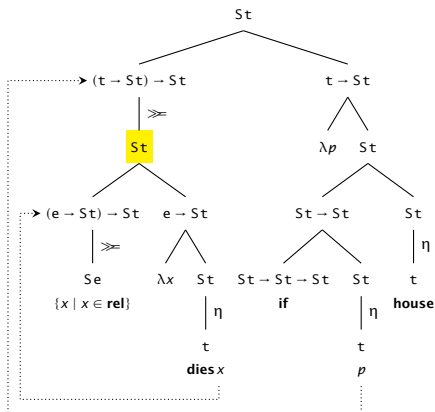 St
(t → St) → St t → St
≫=
St λp St
(e → St) → St e → St St → St St
≫= η
Se λx St St → St → St St t
{x | x ∈ rel} η if η house
t t
dies x p